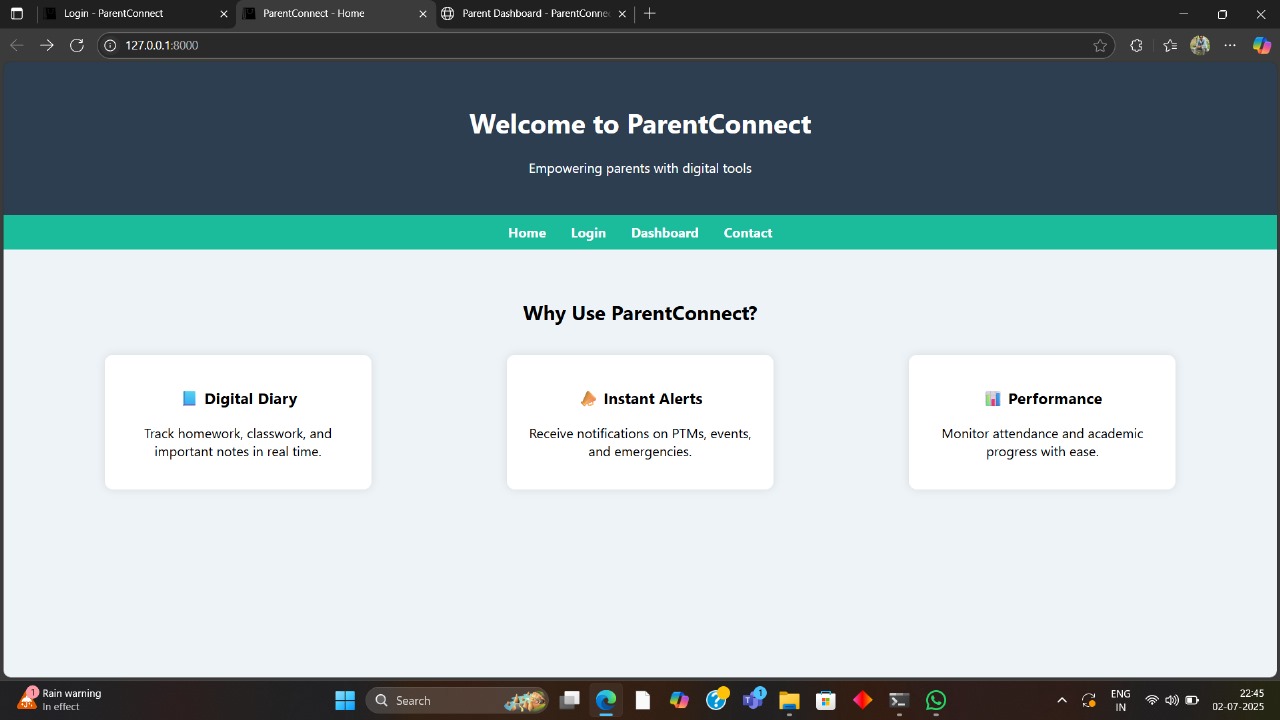 Login - ParentConnect
ParentConnect - Home
Parent Dashboard - ParentConnec
127.0.0.1:8000
Welcome to ParentConnect
Empowering parents with digital tools
Home Login Dashboard Contact
Why Use ParentConnect?
Digital Diary
Track homework, classwork, and
important notes in real time.
Instant Alerts
Receive notifications on PTMs, events,
and emergencies.
Performance
Monitor attendance and academic
progress with ease.
1
Rain warning
In effect
Search
1
ENG
IN
22:45
02-07-2025